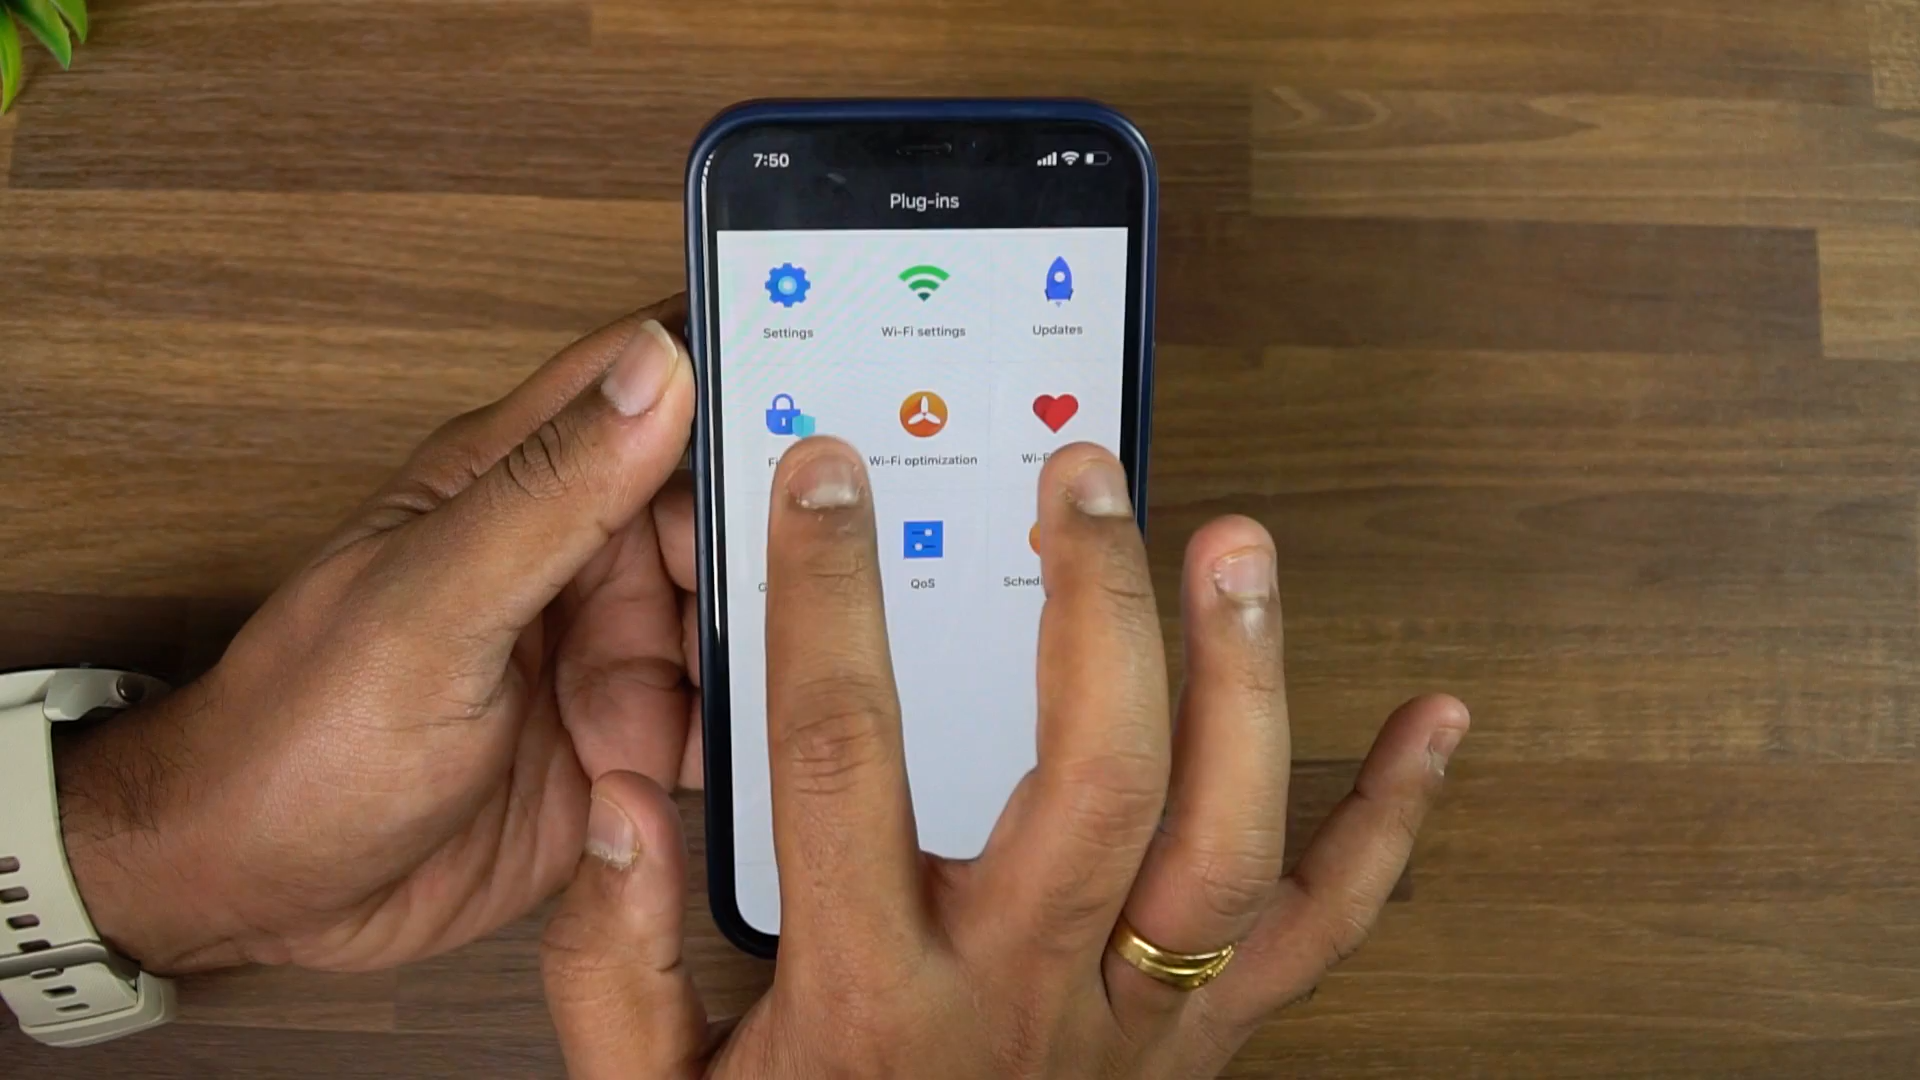 7:50
Plug-ins
Settings
Wi-Fi settings
Updates
Wi-Fi optimization
QoS